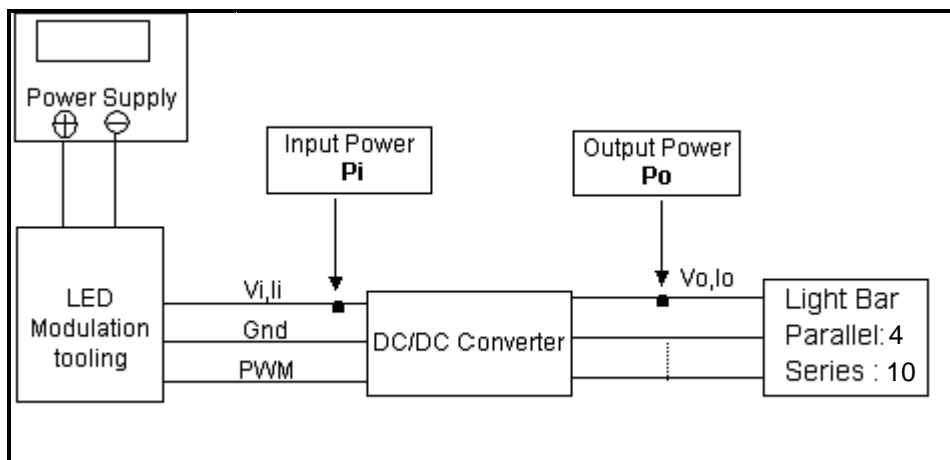 Power Supply
Input Power
Pi
Output Power
Po
LED
Modulation
tooling
Vi,Ii
Gnd
PWM
DC/DC Converter
Vo,Io
Light Bar
Parallel: 4
Series : 10